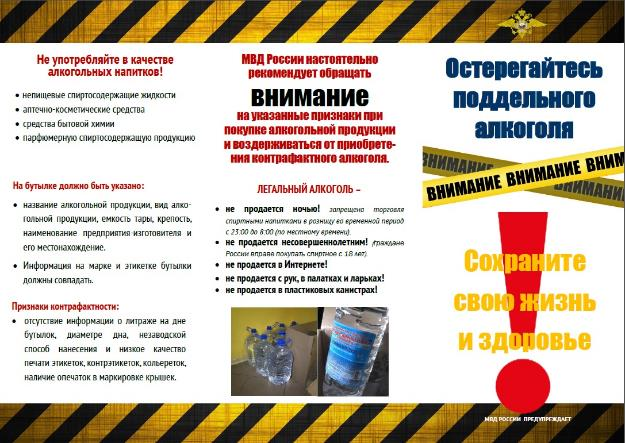 Не употребляйте в качестве
алкогольных напитков!
• непищевые спиртосодержащие жидкости
• аптечно-косметические средства
• средства бытовой химии
• парфюмерную спиртосодержащую продукцию
На бутылке должно быть указано:
• название алкогольной продукции, вид алко-
гольной продукции, емкость тары, крепость,
наименование предприятия изготовителя и
его местонахождение.
• Информация на марке и этикетке бутылки
должны совпадать.
Признаки контрафактности:
• отсутствие информации о литраже на дне
бутылок, диаметре дна, незаводской
способ нанесения и низкое качество
печати этикеток, контрэтикеток, кольереток,
наличие опечаток в маркировке крышек.
МВД России настоятельно
рекомендует обращать
внимание
на указанные признаки при
покупке алкогольной продукции
и воздерживаться от приобрете-
ния контрафактного алкоголя.
ЛЕГАЛЬНЫЙ АЛКОГОЛЬ –
• не продается ночью! запрещено торговля
спиртными напитками в розницу во временной период
с 23:00 до 8:00 (по местному времени).
• не продается несовершеннолетним! (граждане
России вправе покупать спиртное с 18 лет).
• не продается в Интернете!
• не продается с рук, в палатках и ларьках!
• не продается в пластиковых канистрах!
Остерегайтесь
поддельного
алкоголя
ВНИМАНИЕ
ВНИМАНИЕ ВНИМАНИЕ ВНИМ
Сохраните
свою жизнь
и здоровье
МВД РОССИИ ПРЕДУПРЕЖДАЕТ